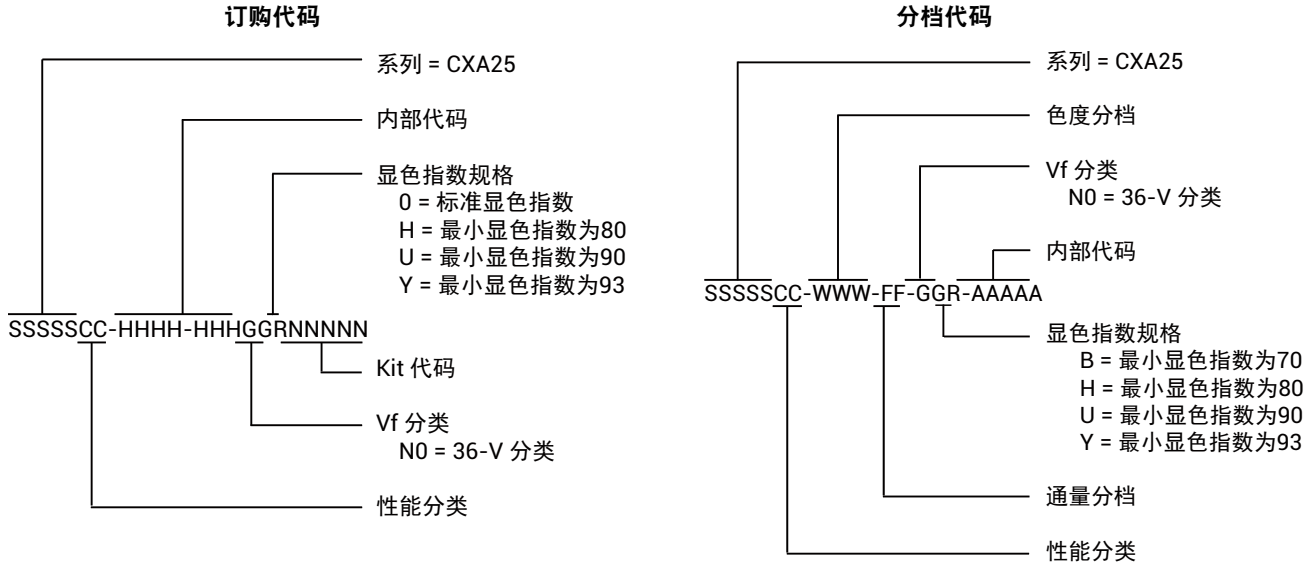 订购代码
系列 = CXA25
内部代码
显色指数规格
0 = 标准显色指数
H = 最小显色指数为80
U = 最小显色指数为90
Y = 最小显色指数为93
SSSSSCC-HHHH-HHHGGRNNNNN
Kit 代码
Vf 分类
N0 = 36-V 分类
性能分类
分档代码
系列 = CXA25
色度分档
Vf 分类
N0 = 36-V 分类
内部代码
SSSSSCC-WWW-FF-GGR-AAAAA
显色指数规格
B = 最小显色指数为70
H = 最小显色指数为80
U = 最小显色指数为90
Y = 最小显色指数为93
通量分档
性能分类